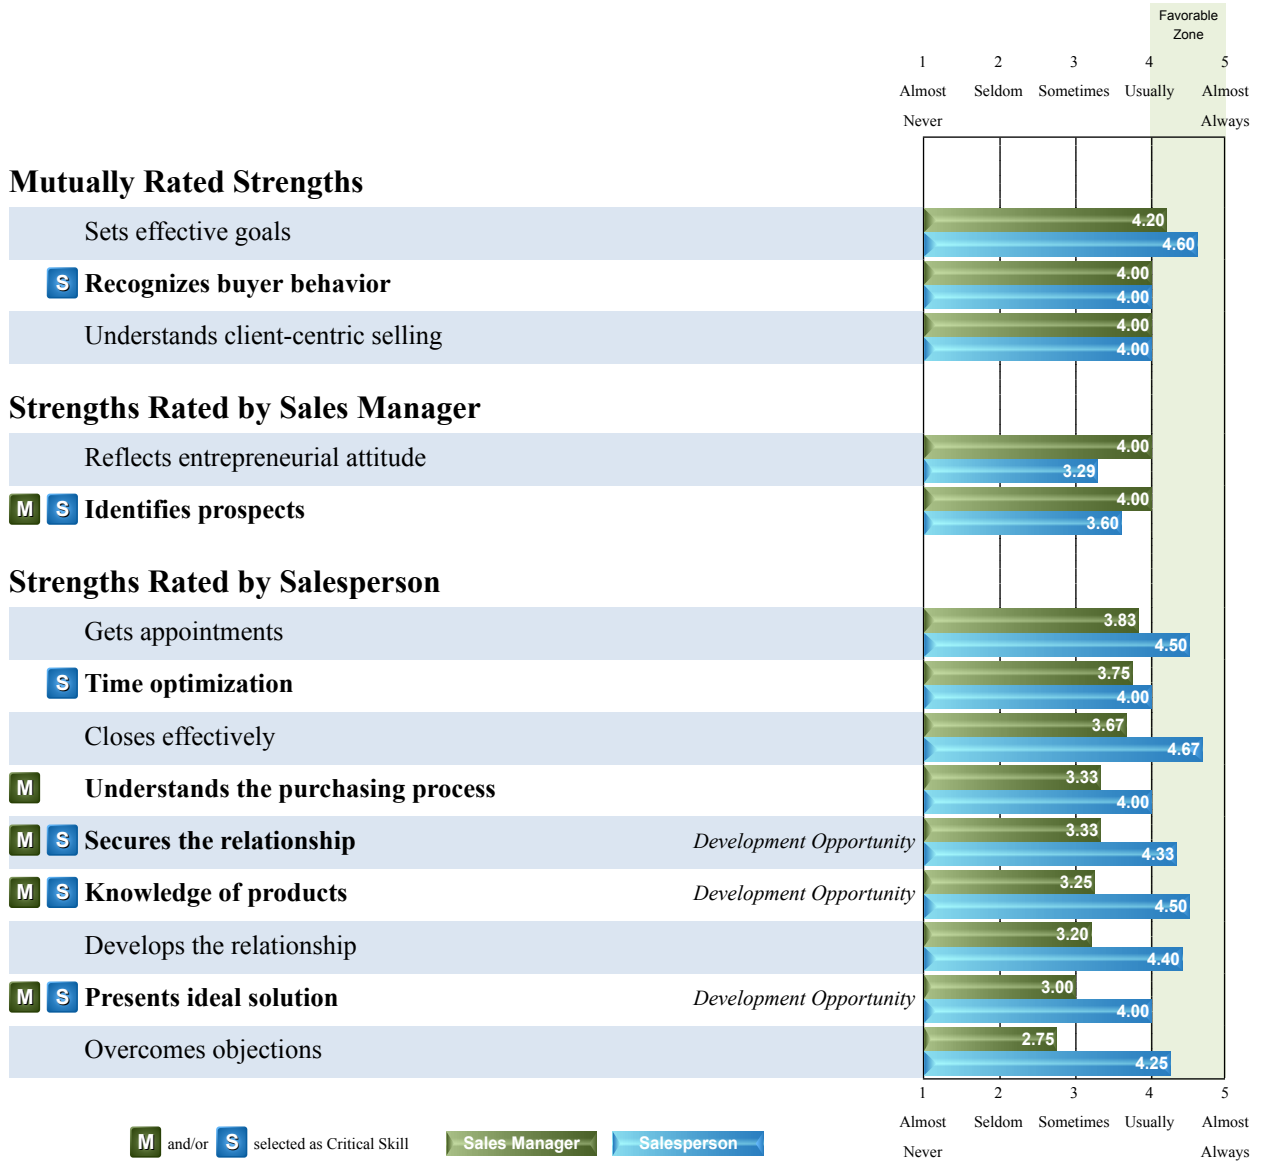 Favorable
Zone
1 2 3 4 5
Almost Seldom Sometimes Usually Almost
Never Always
Mutually Rated Strengths
Sets effective goals 4.20
4.60
S Recognizes buyer behavior 4.00
4.00
Understands client-centric selling 4.00
4.00
Strengths Rated by Sales Manager
Reflects entrepreneurial attitude 4.00
3.29
M S Identifies prospects 4.00
3.60
Strengths Rated by Salesperson
Gets appointments 3.83
4.50
S Time optimization 3.75
4.00
Closes effectively 3.67
4.67
M Understands the purchasing process 3.33
4.00
M S Secures the relationship Development Opportunity 3.33
4.33
M S Knowledge of products Development Opportunity 3.25
4.50
Develops the relationship 3.20
4.40
M S Presents ideal solution Development Opportunity 3.00
4.00
Overcomes objections 2.75
4.25
1 2 3 4 5
Almost Seldom Sometimes Usually Almost
Never Always
M and/or S selected as Critical Skill Sales Manager Salesperson